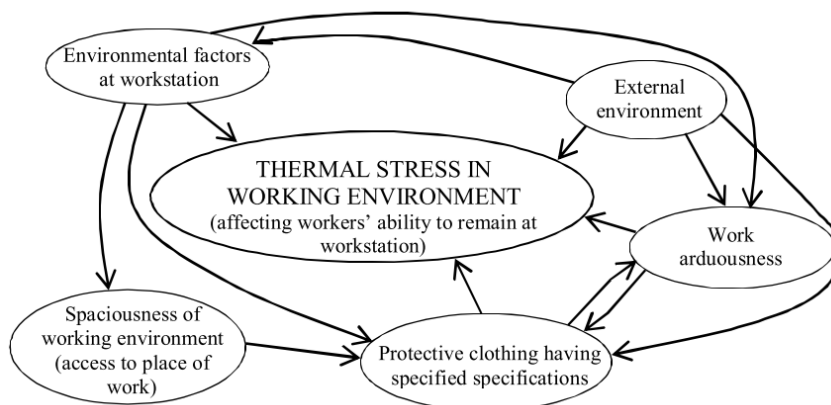 Environmental factors
at workstation
External
environment
THERMAL STRESS IN
WORKING ENVIRONMENT
(affecting workers' ability to remain at
workstation)
Work
arduousness
Spaciousness of
working environment
(access to place of
work)
Protective clothing having
specified specifications